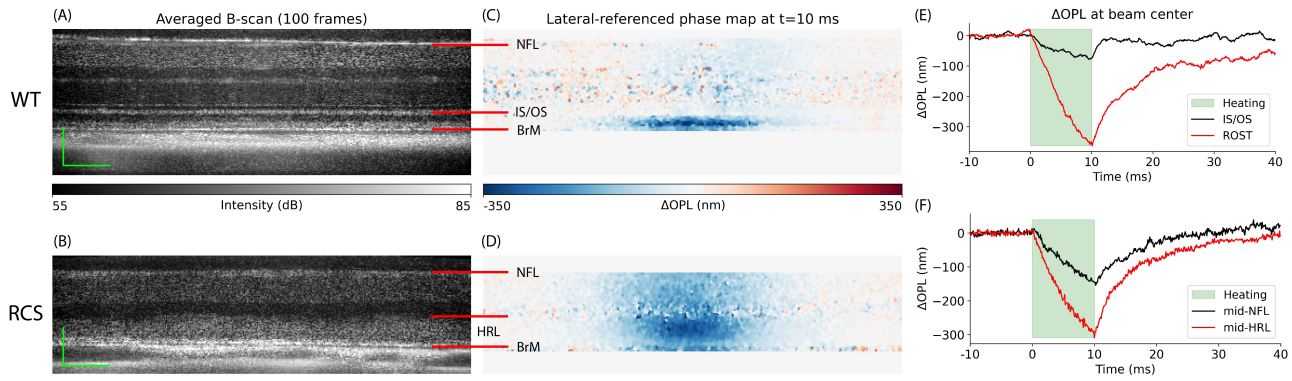 (A)
Averaged B-scan (100 frames)
(C)
Lateral-referenced phase map at t=10 ms
(E)
ΔOPL at beam center
WT
NFL
IS/OS
BrM
0
−100
−200
−300
ΔOPL (nm)
Heating
IS/OS
ROST
-10
0
10
20
30
40
Time (ms)
55
Intensity (dB)
85
-350
ΔOPL (nm)
350
(B)
(D)
(F)
RCS
NFL
HRL
BrM
0
−100
−200
−300
ΔOPL (nm)
Heating
mid-NFL
mid-HRL
-10
0
10
20
30
40
Time (ms)